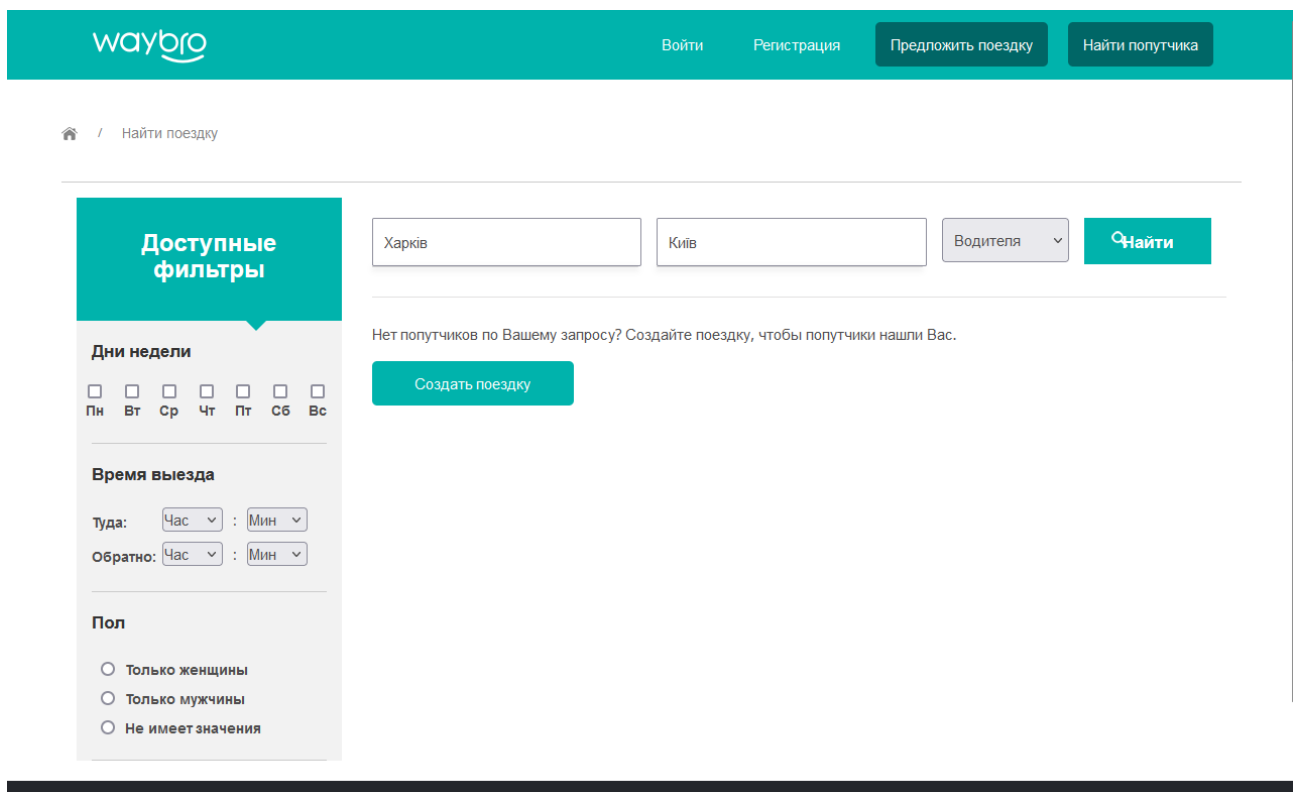 waybro
Войти Регистрация Предложить поездку Найти попутчика
/ Найти поездку
Доступные
фильтры
Харків Київ Водителя Найти
Нет попутчиков по Вашему запросу? Создайте поездку, чтобы попутчики нашли Вас.
Создать поездку
Дни недели
Пн Вт Ср Чт Пт Сб Вс
Время выезда
Туда: Час : Мин
Обратно: Час : Мин
Пол
Только женщины
Только мужчины
Не имеет значения